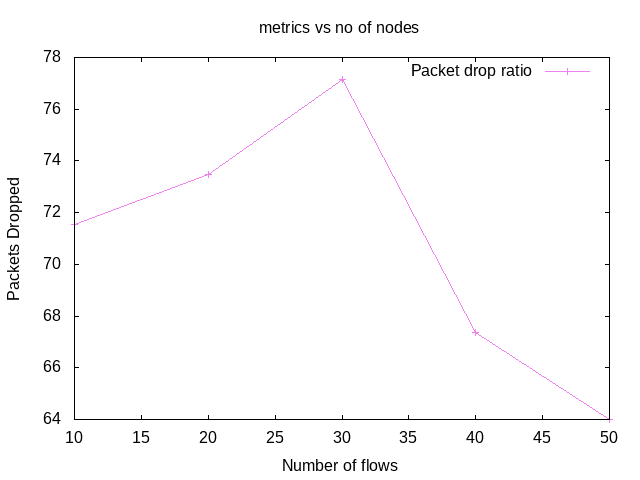 metrics vs no of nodes
Packet drop ratio
Packets Dropped
78
76
74
72
70
68
66
64
10 15 20 25 30 35 40 45 50
Number of flows